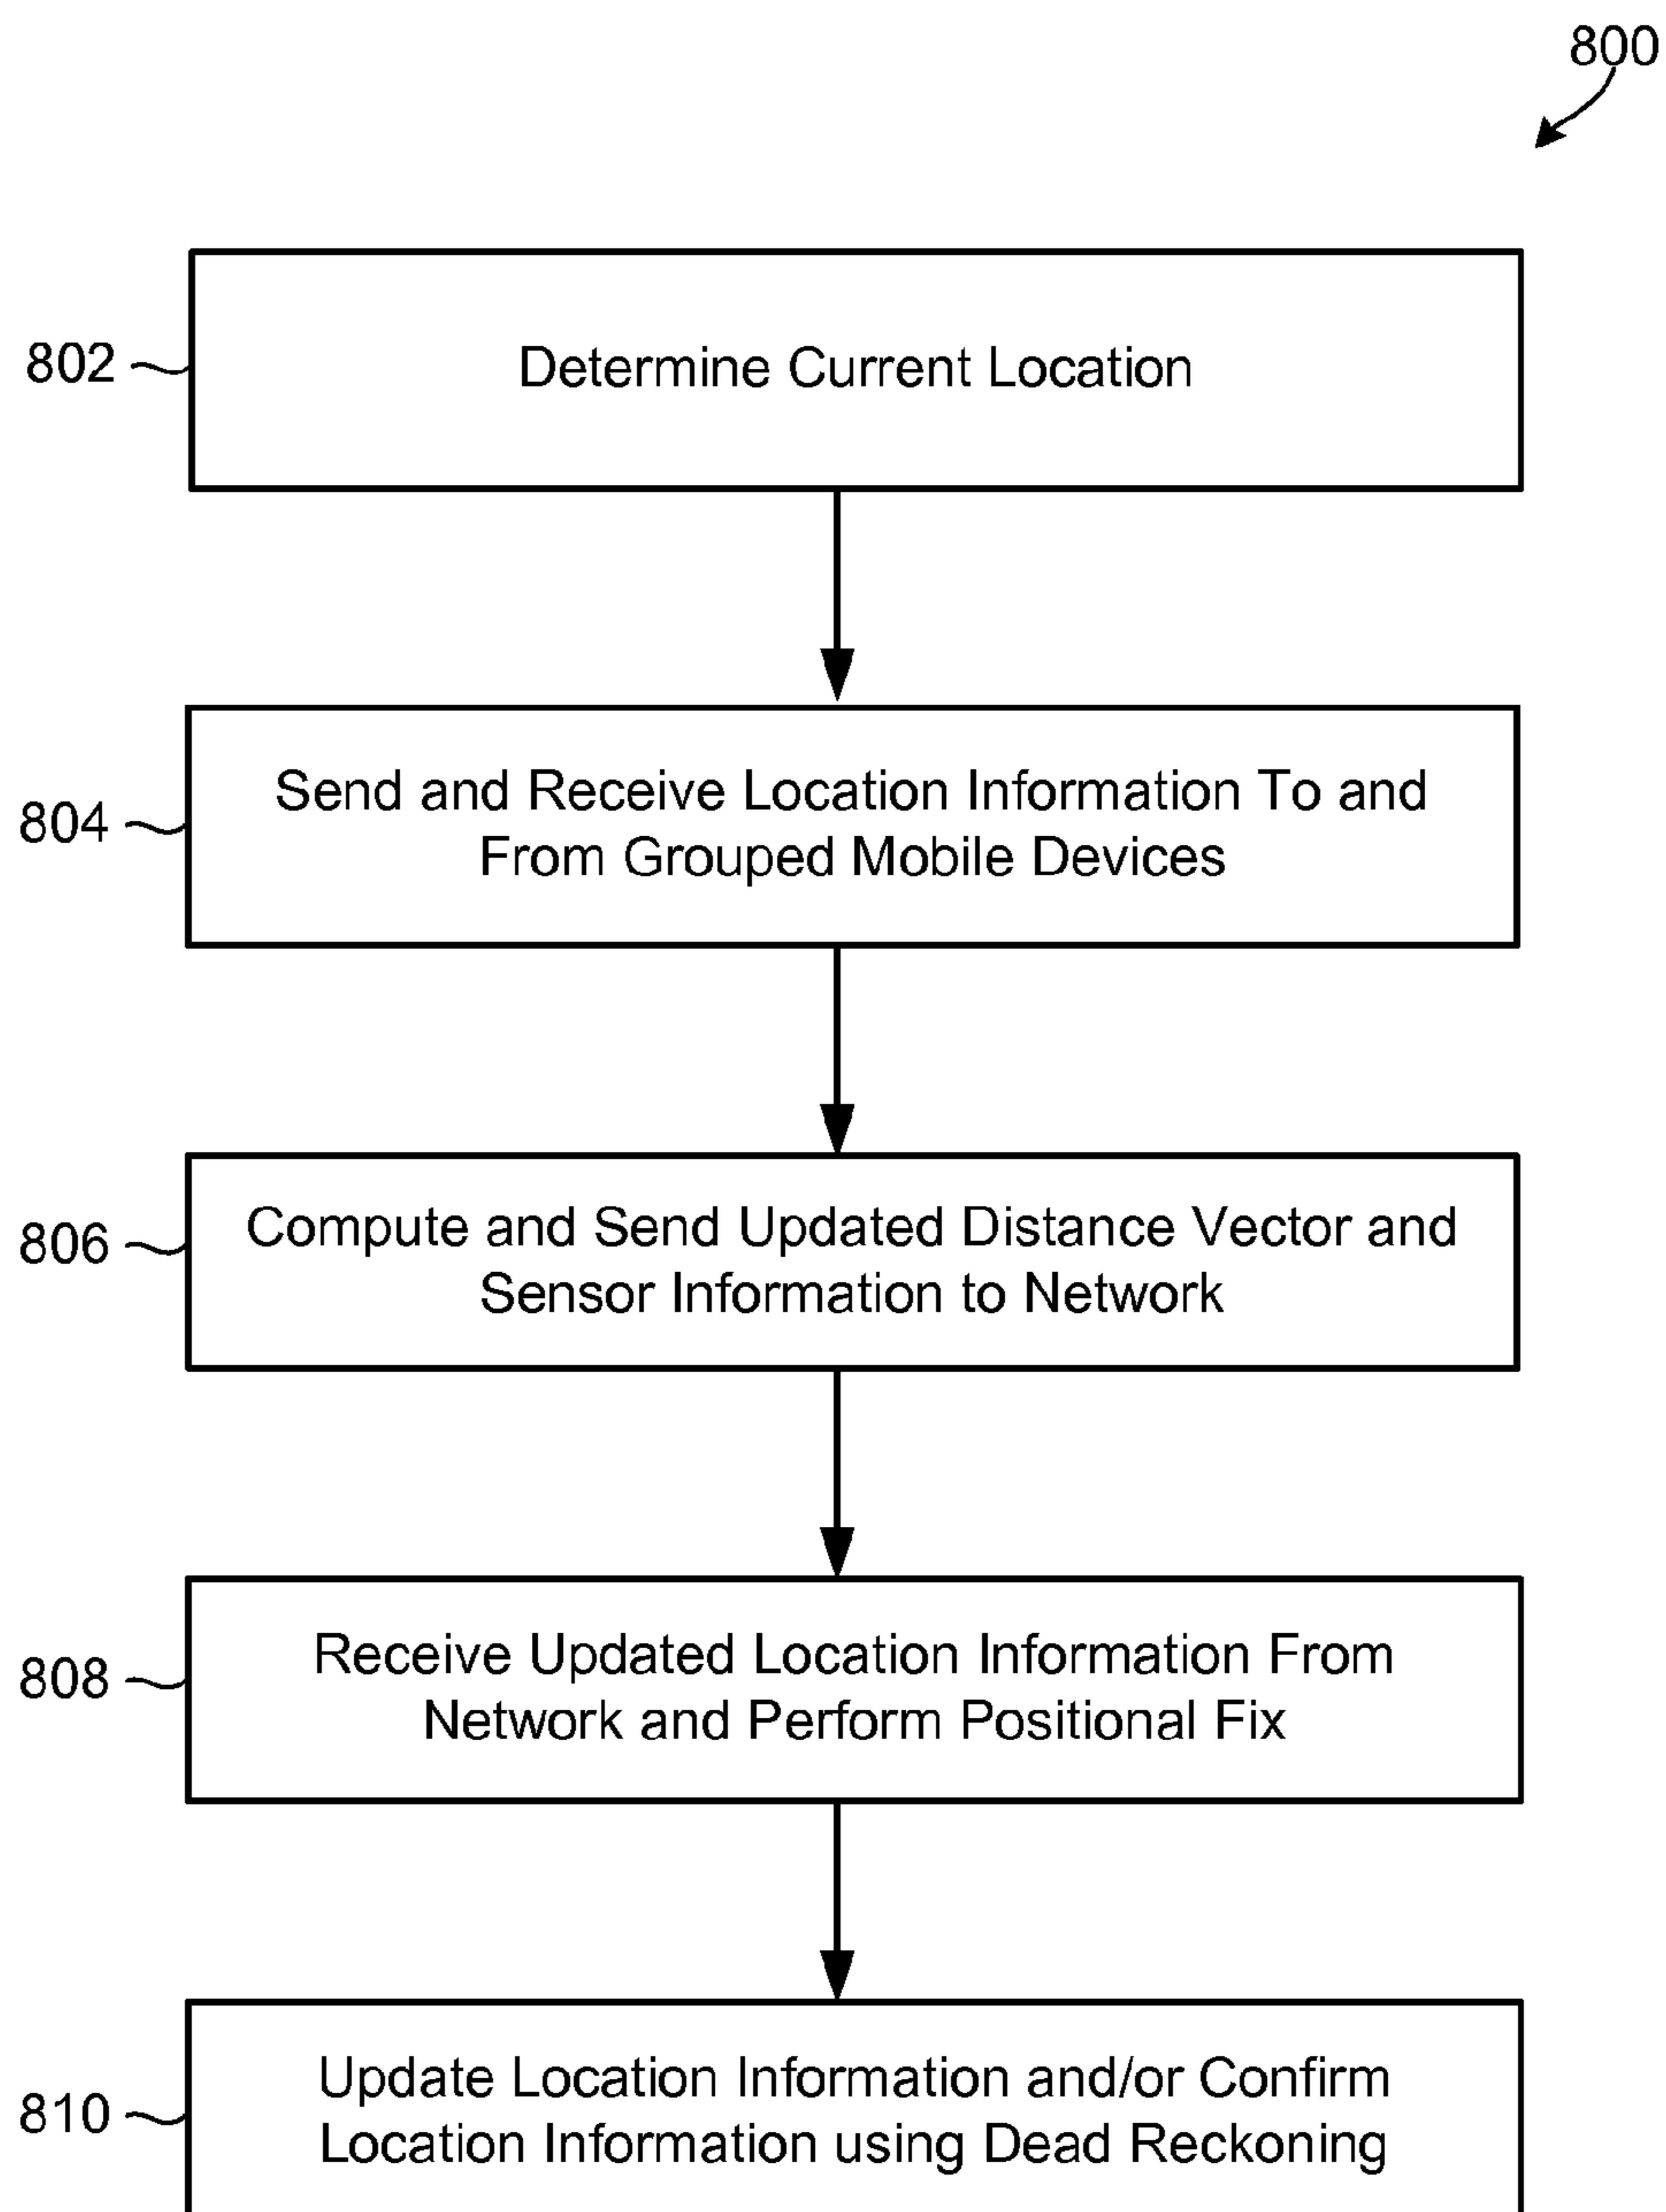 800
802
Determine Current Location
804
Send and Receive Location Information To and
From Grouped Mobile Devices
806
Compute and Send Updated Distance Vector and
Sensor Information to Network
808
Receive Updated Location Information From
Network and Perform Positional Fix
810
Update Location Information and/or Confirm
Location Information using Dead Reckoning